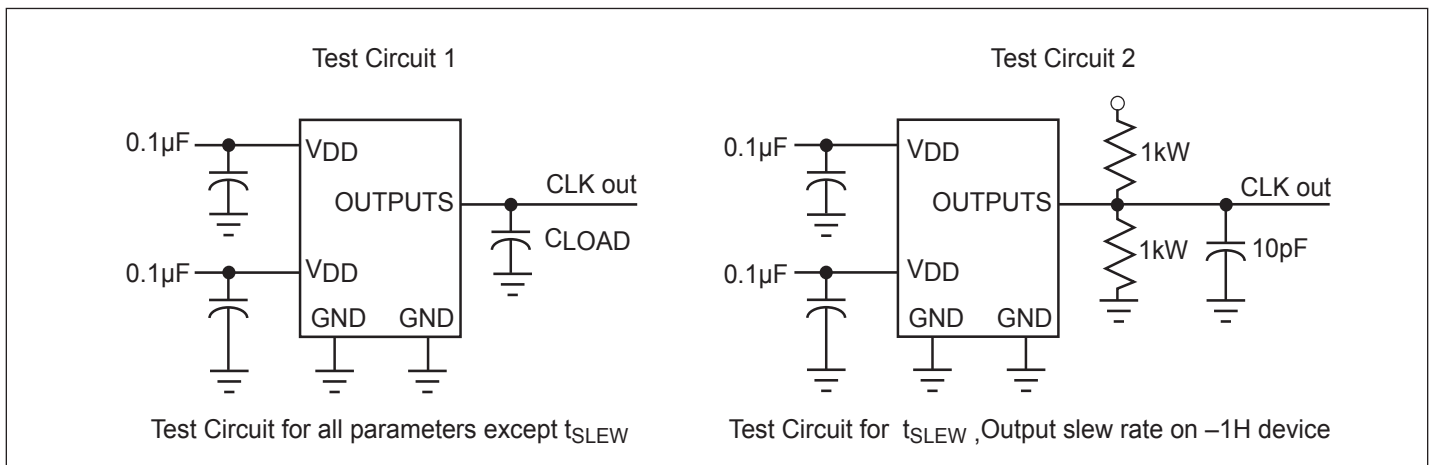 Test Circuit 1
0.1µF
VDD
OUTPUTS
CLK out
CLOAD
0.1µF
VDD
GND GND
Test Circuit for all parameters except tSLEW
Test Circuit 2
1kW
0.1µF
VDD
OUTPUTS
CLK out
1kW
10pF
0.1µF
VDD
GND GND
Test Circuit for tSLEW ,Output slew rate on –1H device